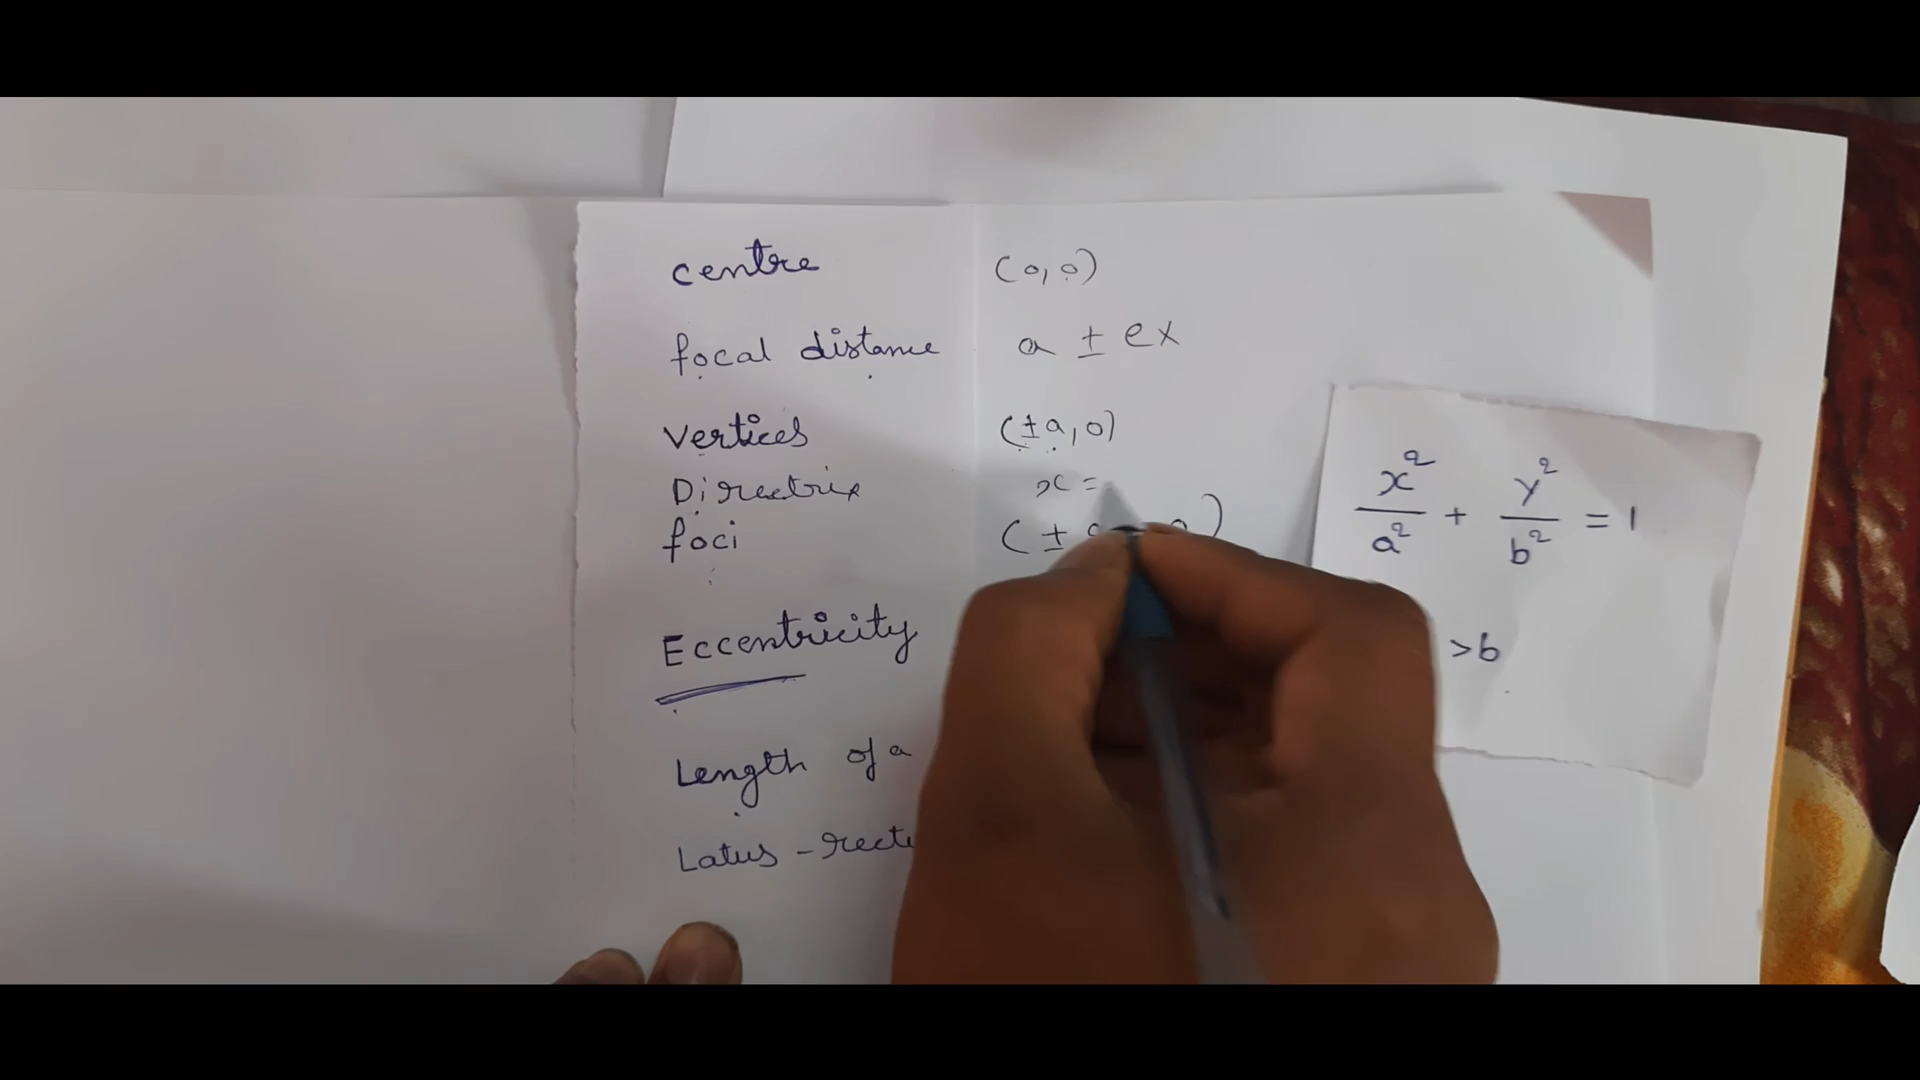 centre (0,0)
focal distance a ± ex
Vertices (±a,0)
Directrix x =
foci ( ± )
Eccentricity
Length of a
Latus -
x² / a² + y² / b² = 1
>b